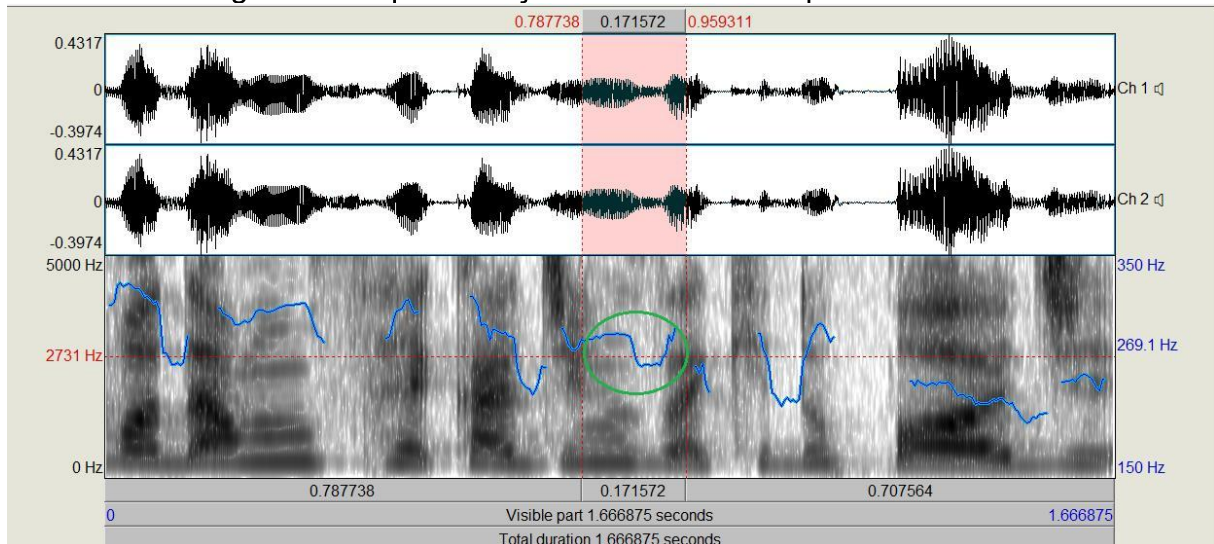 0.787738 0.171572 0.959311
0.4317
0
-0.3974
Ch 1
0.4317
0
-0.3974
Ch 2
5000 Hz
350 Hz
2731 Hz
269.1 Hz
0 Hz
150 Hz
0.787738 0.171572 0.707564
0 Visible part 1.666875 seconds 1.666875
Total duration 1.666875 seconds